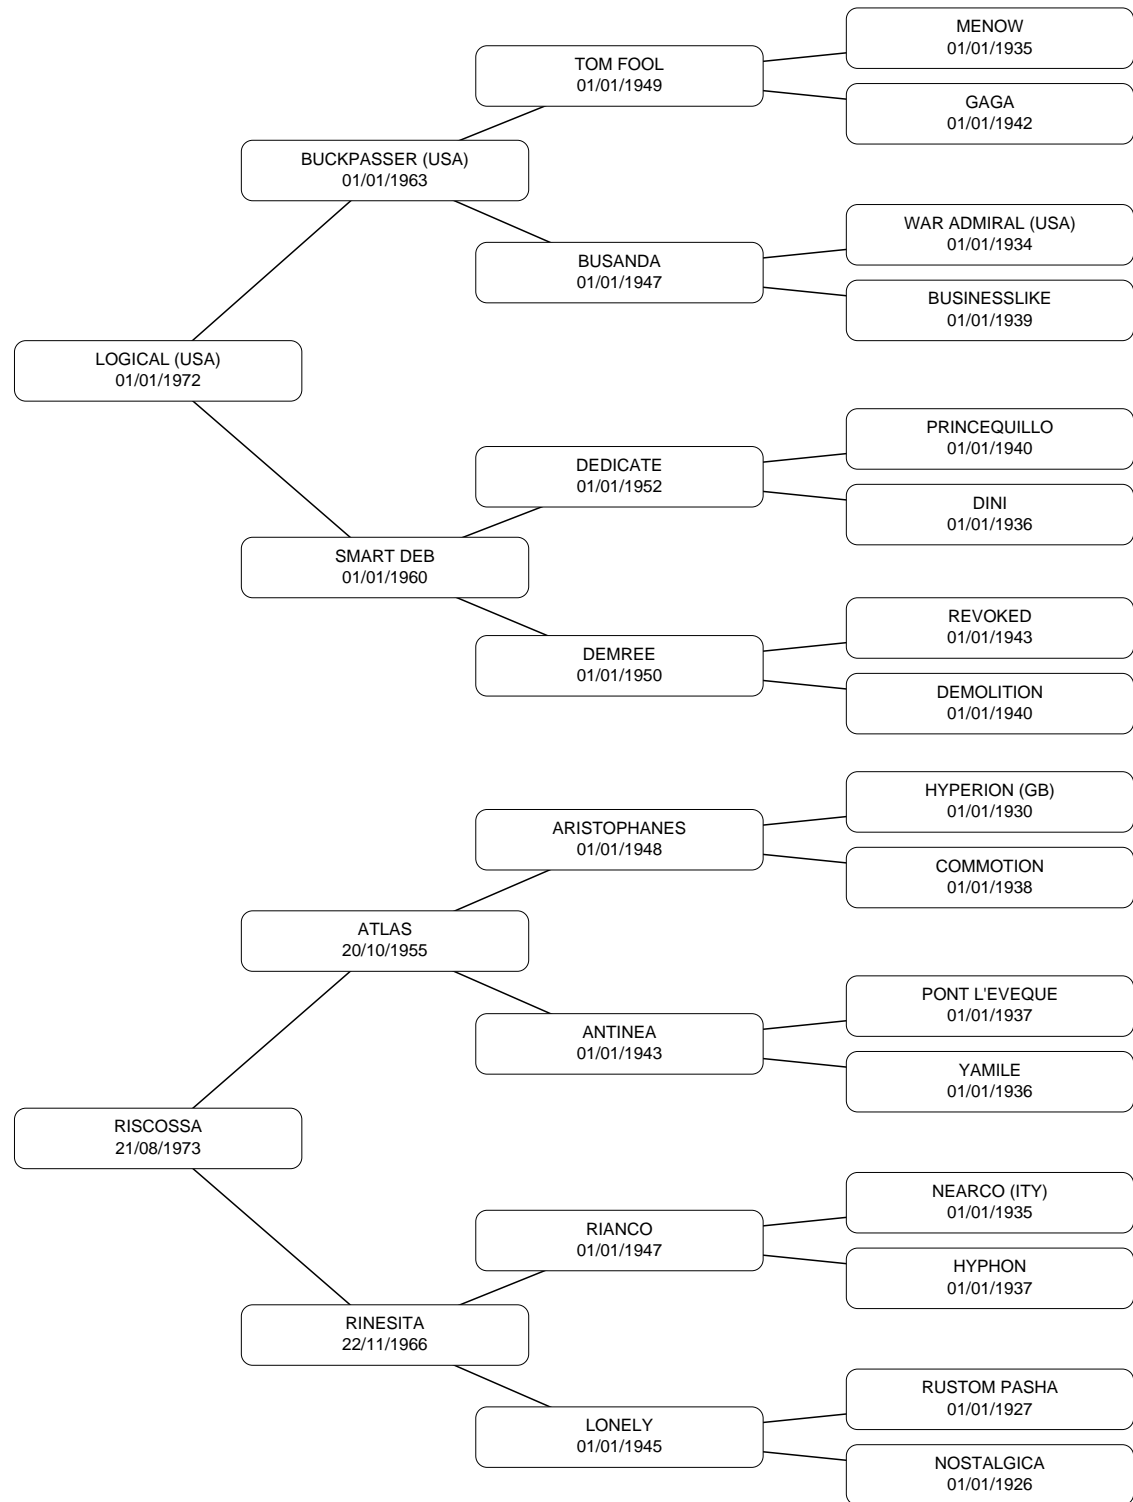 MENOW
01/01/1935
TOM FOOL
01/01/1949
GAGA
01/01/1942
BUCKPASSER (USA)
01/01/1963
WAR ADMIRAL (USA)
01/01/1934
BUSANDA
01/01/1947
BUSINESSLIKE
01/01/1939
LOGICAL (USA)
01/01/1972
PRINCEQUILLO
01/01/1940
DEDICATE
01/01/1952
DINI
01/01/1936
SMART DEB
01/01/1960
REVOKED
01/01/1943
DEMREE
01/01/1950
DEMOLITION
01/01/1940
HYPERION (GB)
01/01/1930
ARISTOPHANES
01/01/1948
COMMOTION
01/01/1938
ATLAS
20/10/1955
PONT L'EVEQUE
01/01/1937
ANTINEA
01/01/1943
YAMILE
01/01/1936
RISCOSSA
21/08/1973
NEARCO (ITY)
01/01/1935
RIANCO
01/01/1947
HYPHON
01/01/1937
RINESITA
22/11/1966
RUSTOM PASHA
01/01/1927
LONELY
01/01/1945
NOSTALGICA
01/01/1926